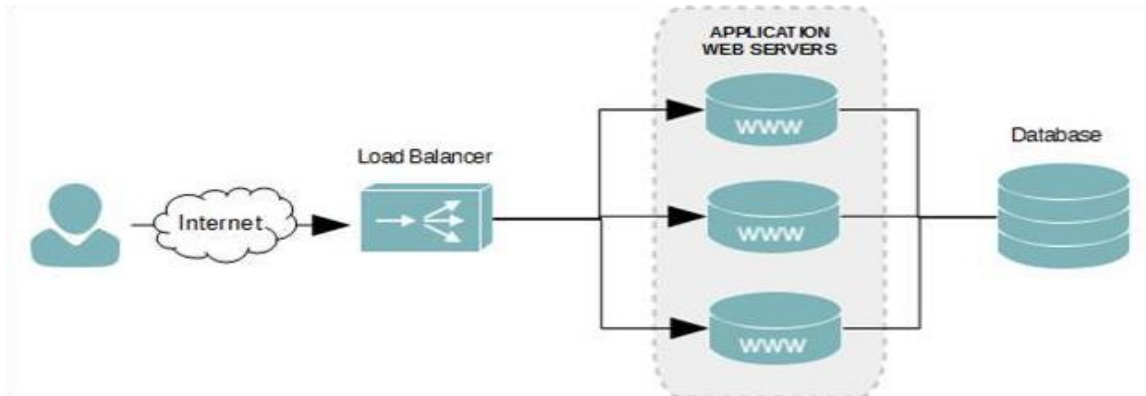 APPLICATION
WEB SERVERS
WWW
Load Balancer
Database
Internet
WWW
WWW